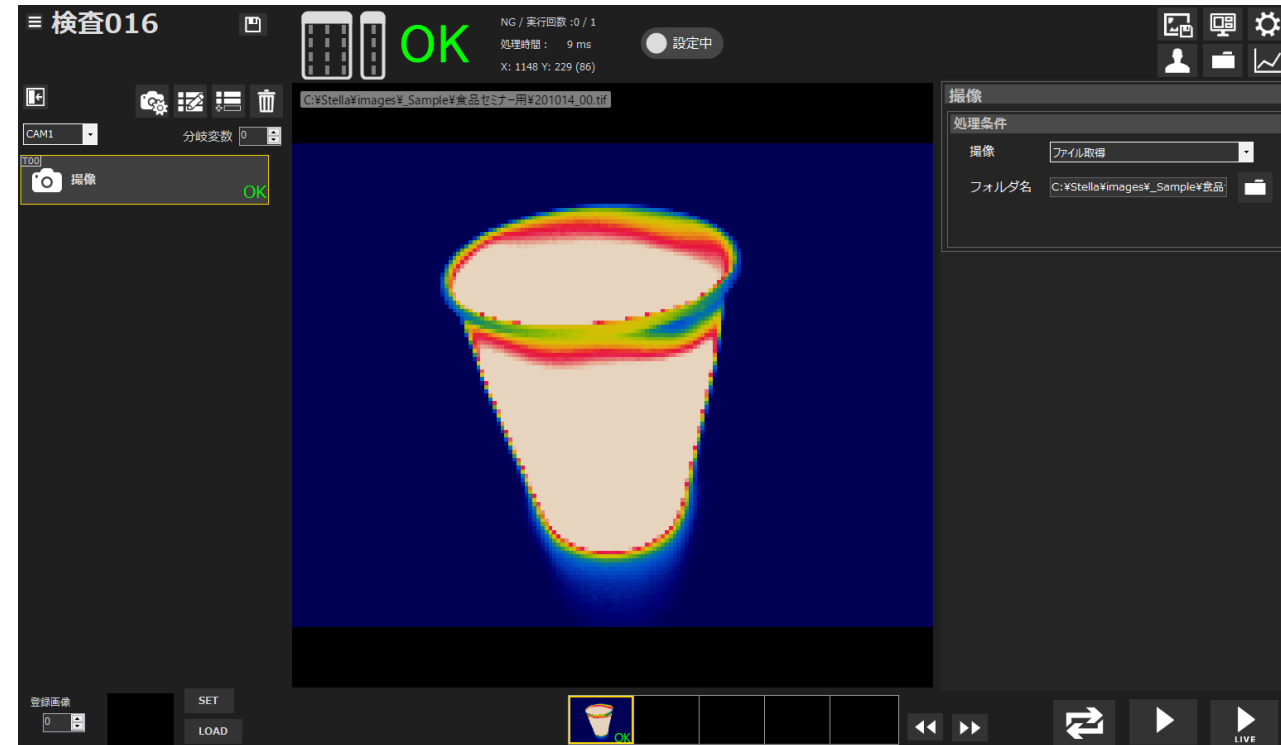 検査016
OK
NG / 実行回数 :0 / 1
処理時間 : 9 ms
X: 1148 Y: 229 (86)
設定中
CAM1
分岐変数 0
C:¥Stella¥images¥_Sample¥食品セミナー用¥201014_00.tif
T00
撮像
OK
撮像
処理条件
撮像 ファイル取得
フォルダ名 C:¥Stella¥images¥_Sample¥食品
登録画像
0
SET
LOAD
OK
LIVE